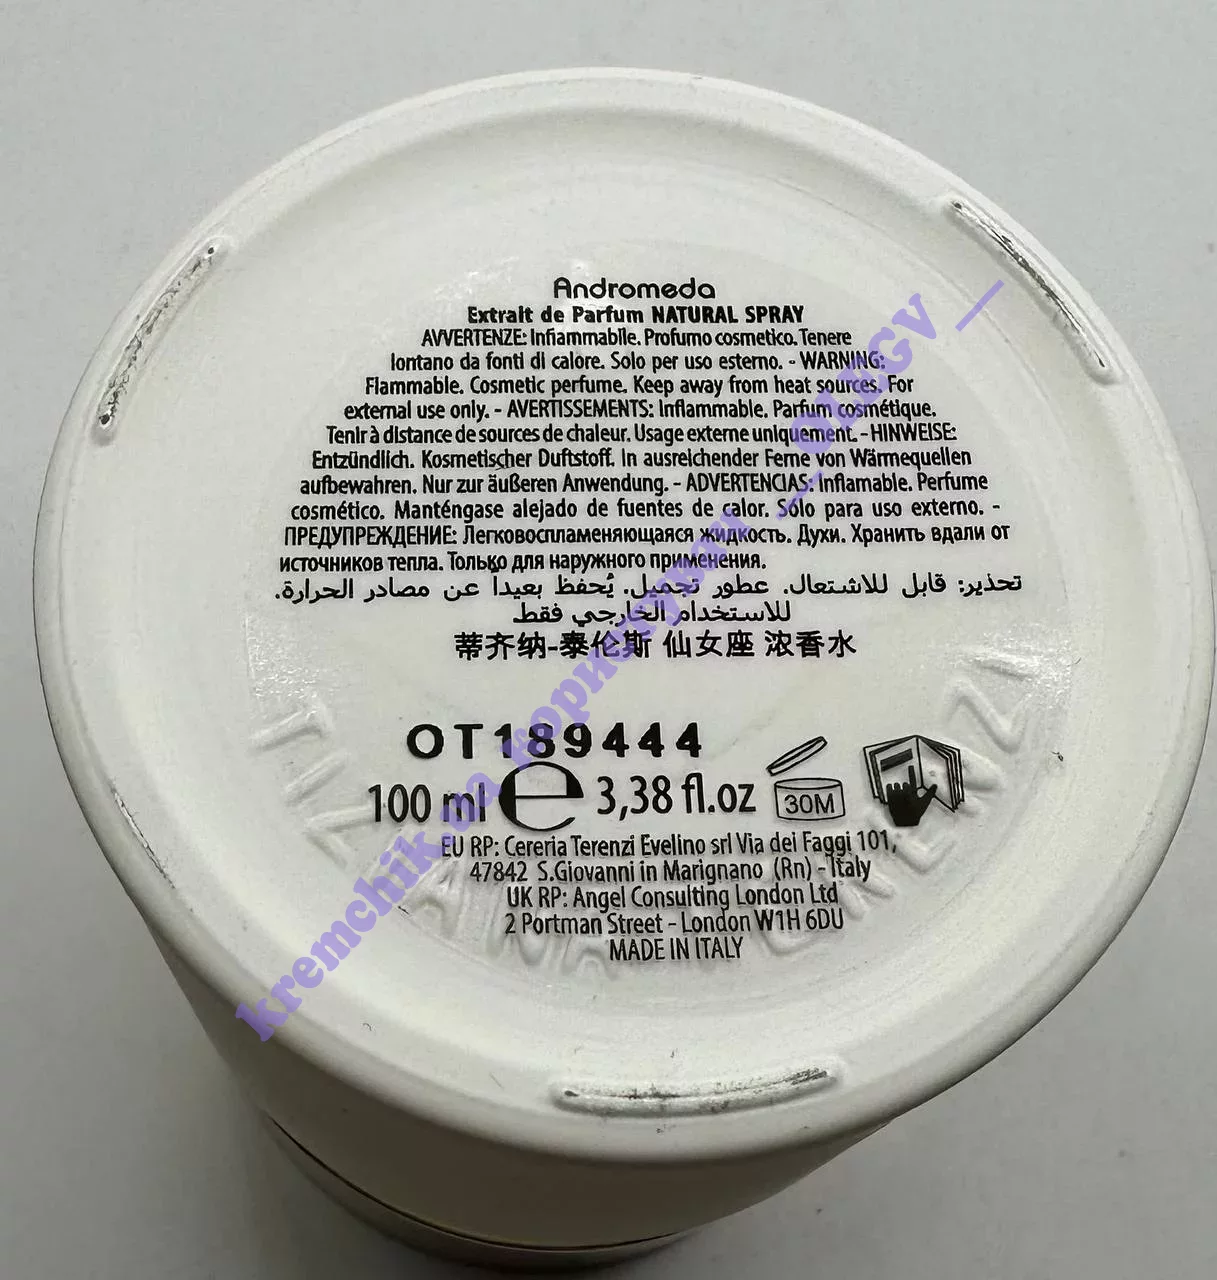 Andromeda
Extrait de Parfum NATURAL SPRAY
AVVERTENZE: Infiammabile. Profumo cosmetico. Tenere
lontano da fonti di calore. Solo per uso esterno. - WARNING:
Flammable. Cosmetic perfume. Keep away from heat sources. For
external use only. - AVERTISSEMENTS: Inflammable. Parfum cosmétique.
Tenir à distance de sources de chaleur. Usage externe uniquement. - HINWEISE:
Entzündlich. Kosmetischer Duftstoff. In ausreichender Ferne von Wärmequellen
aufbewahren. Nur zur äußeren Anwendung. - ADVERTENCIAS: Inflamable. Perfume
cosmético. Manténgase alejado de fuentes de calor. Sólo para uso externo. -
ПРЕДУПРЕЖДЕНИЕ: Легковоспламеняющаяся жидкость. Духи. Хранить вдали от
источников тепла. Только для наружного применения.
تحذير: قابل للاشتعال. عطور تجميل. يُحفظ بعيداً عن مصادر الحرارة.
للاستخدام الخارجي فقط
蒂齐纳-泰伦斯 仙女座 浓香水
OT189444
100 ml e 3,38 fl.oz 30M
EU RP: Cereria Terenzi Evelino srl Via dei Faggi 101,
47842 S.Giovanni in Marignano (Rn) - Italy
UK RP: Angel Consulting London Ltd
2 Portman Street - London W1H 6DU
MADE IN ITALY
TIZIANA TERENZI
kremchik.ua Користувач __OLEGV_